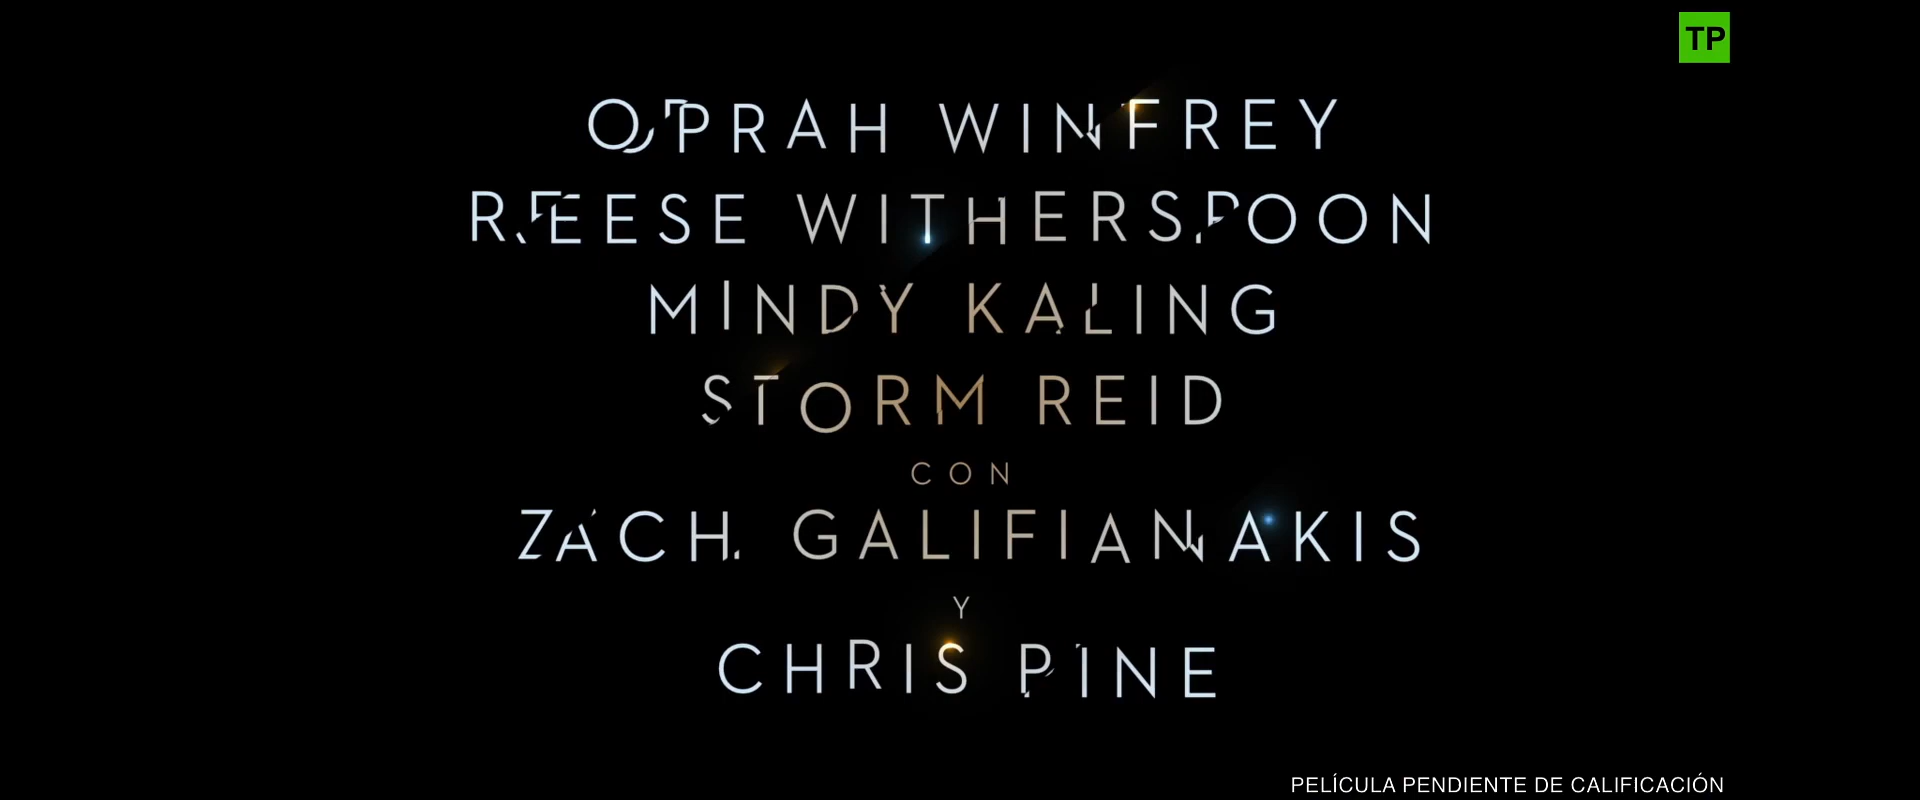 TP
OPRAH WINFREY
REESE WITHERSPOON
MINDY KALING
STORM REID
CON
ZACH GALIFIANAKIS
Y
CHRIS PINE
PELÍCULA PENDIENTE DE CALIFICACIÓN